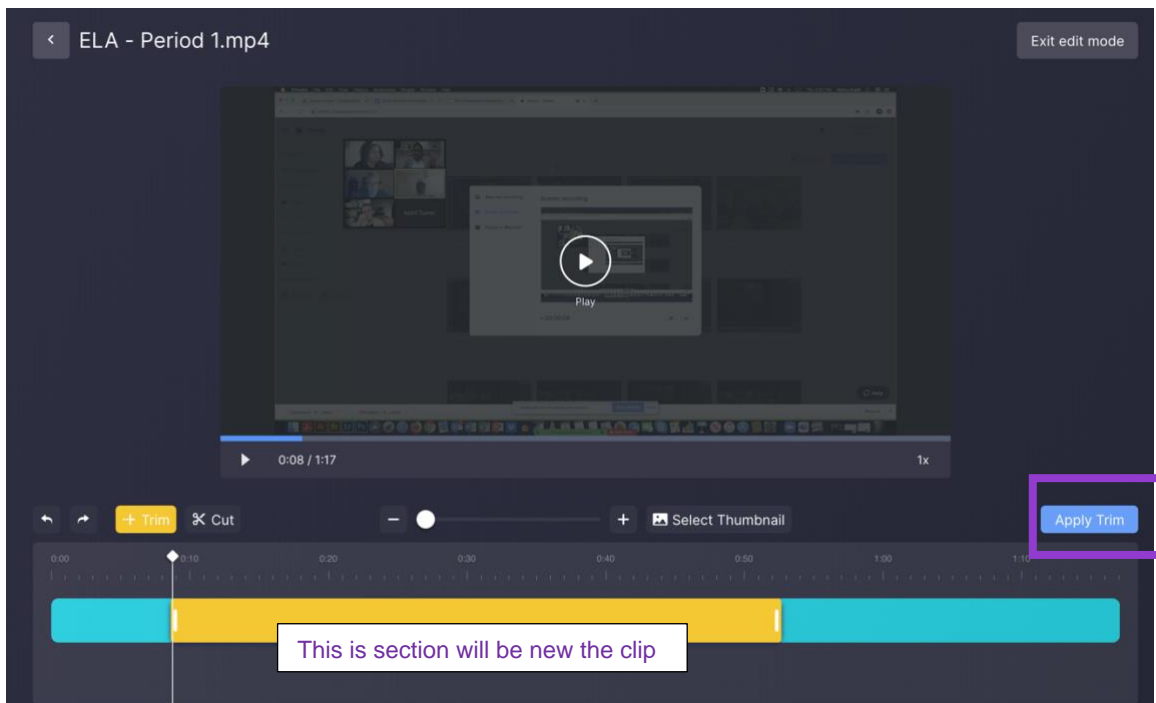 ELA - Period 1.mp4
Exit edit mode
Play
0:08 / 1:17
1x
Trim
Cut
Select Thumbnail
Apply Trim
0:00 0:10 0:20 0:30 0:40 0:50 1:00 1:10
This is section will be new the clip